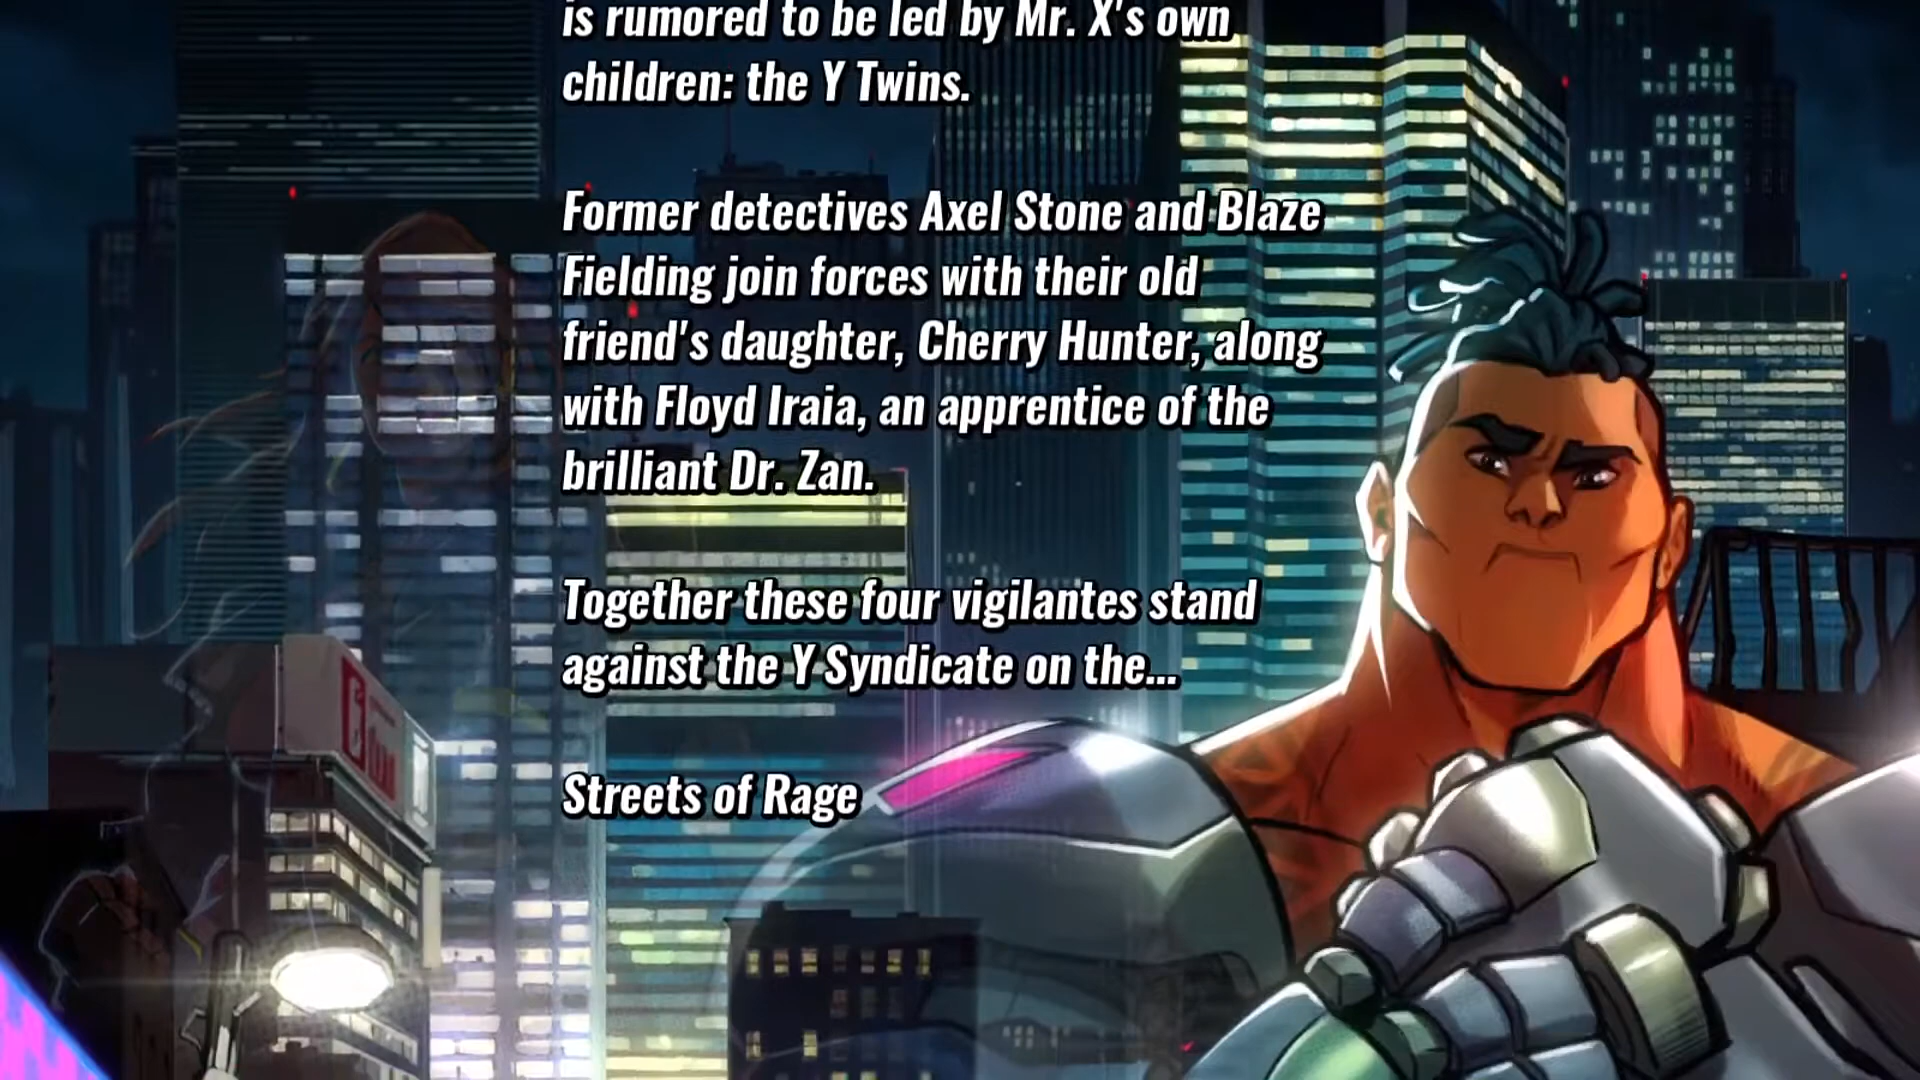 is rumored to be led by Mr. X's own
children: the Y Twins.
Former detectives Axel Stone and Blaze
Fielding join forces with their old
friend's daughter, Cherry Hunter, along
with Floyd Iraia, an apprentice of the
brilliant Dr. Zan.
Together these four vigilantes stand
against the Y Syndicate on the...
Streets of Rage